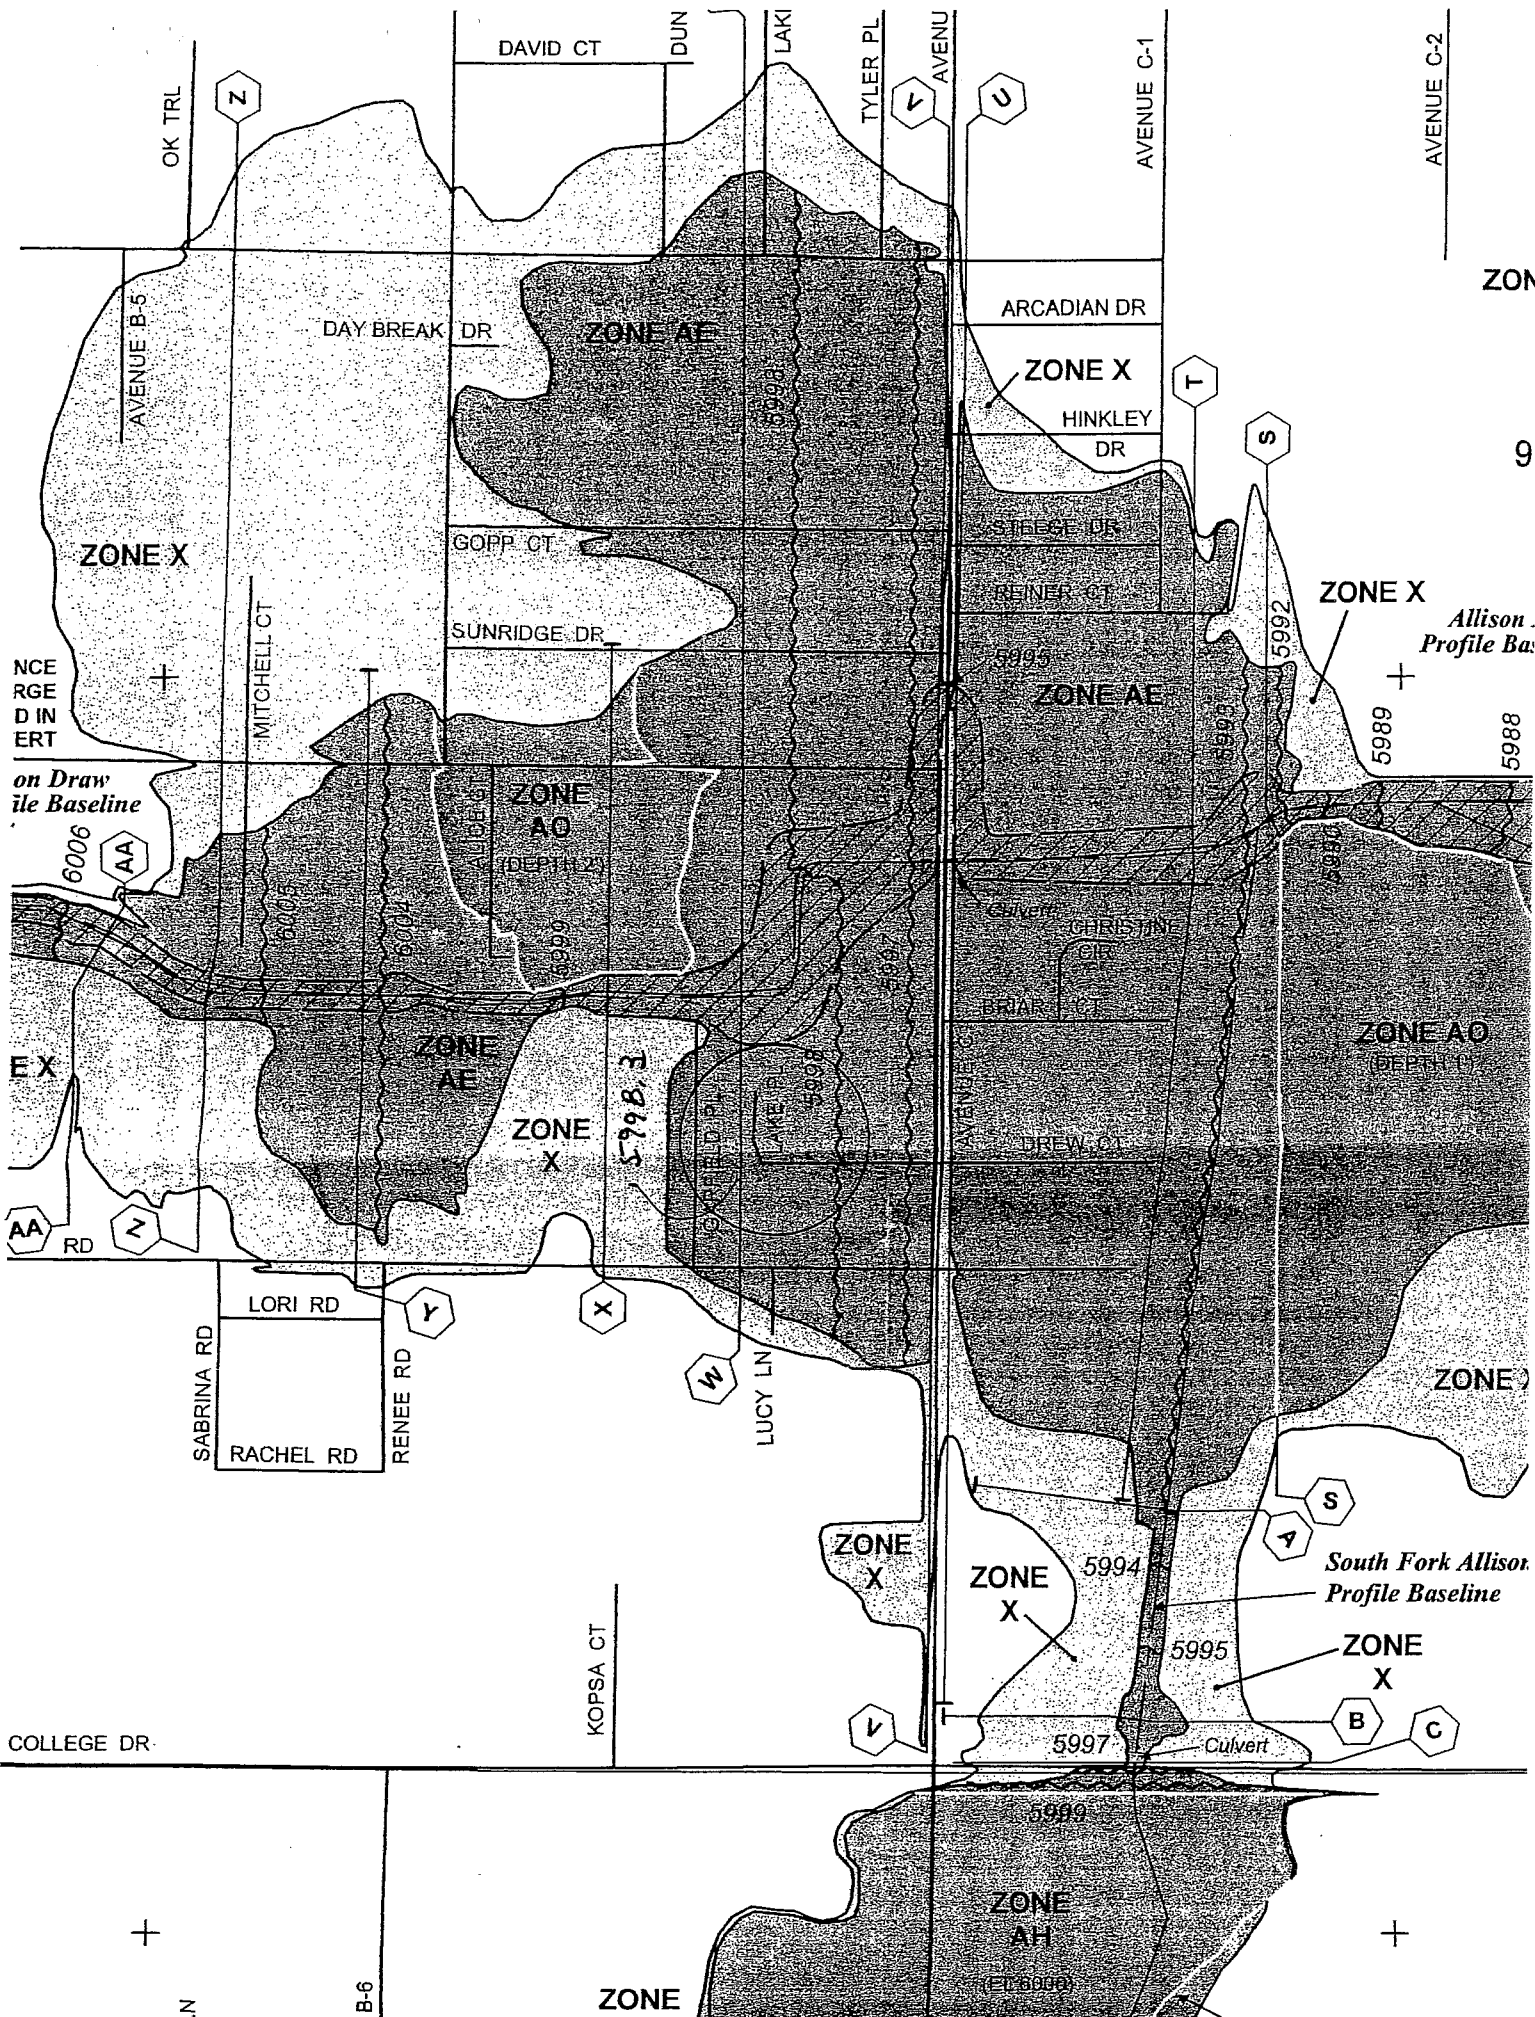 DAVID CT
DUN
LAKI
TYLER PL
AVENU
AVENUE C-1
AVENUE C-2
OK TRL
Z
V
U
ZON
AVENUE B-5
DAY BREAK DR
ZONE AE
5998
ARCADIAN DR
ZONE X
HINKLEY
DR
T
S
9
ZONE X
GOPP CT
STEEGE DR
REINER CT
ZONE X
MITCHELL CT
SUNRIDGE DR
5995
ZONE AE
5992
Allison
Profile Bas
NCE
RGE
D IN
ERT
5993
5989
5988
on Draw
ile Baseline
6006
AA
ZONE
AO
(DEPTH 2)
6005
6004
5999
5997
5990
Culvert
CHRISTINE
CIR
BRIAR CT
ZONE AO
(DEPTH 1)
E X
ZONE
AE
ZONE
X
5998.3
LAKE PL
5998
AVENUE C
DREW CT
AA
RD
Z
LORI RD
Y
X
W
SABRINA RD
RENEE RD
LUCY LN
RACHEL RD
ZONE X
S
A
ZONE
X
ZONE
X
5994
South Fork Allison
Profile Baseline
5995
ZONE
X
KOPSA CT
V
B
C
COLLEGE DR
5997
Culvert
5999
ZONE
AH
(EL 6000)
B-6
LN
ZONE